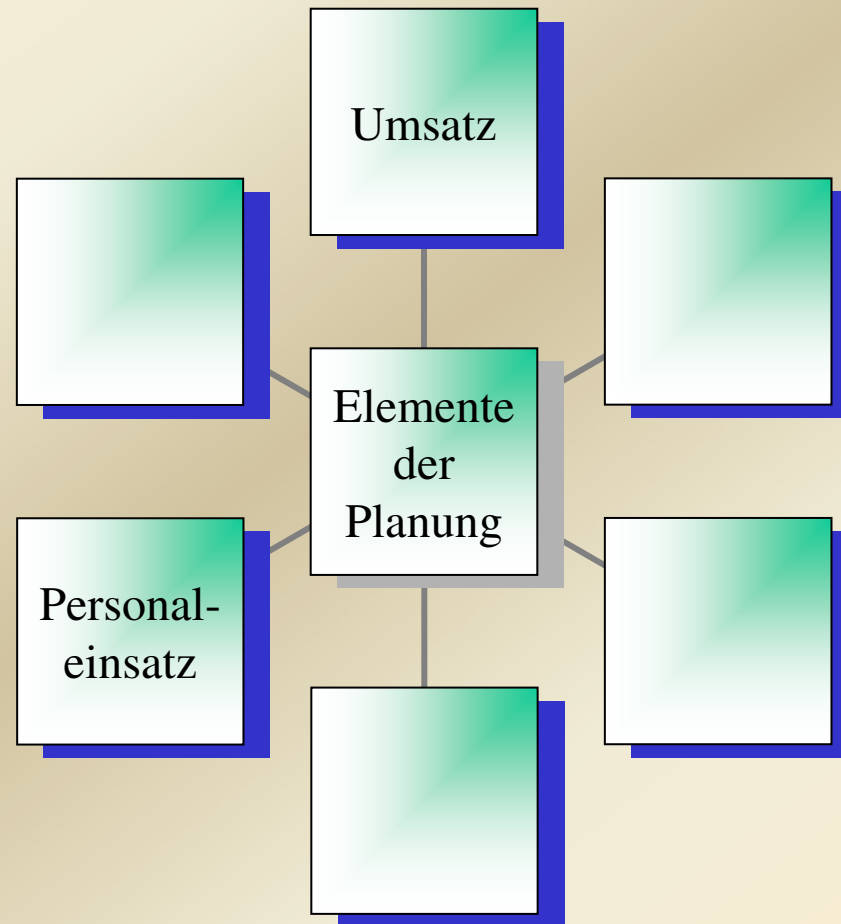 Umsatz
Elemente
der
Planung
Personal-
einsatz